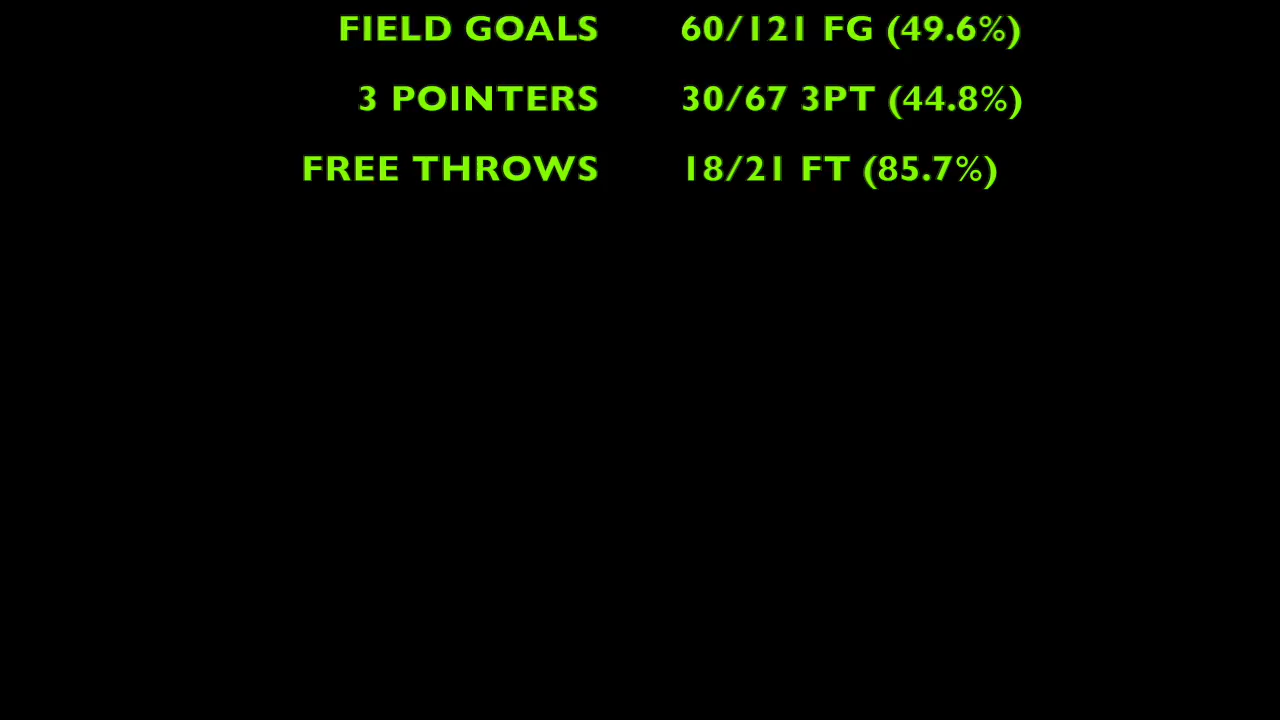 FIELD GOALS 60/121 FG (49.6%)
3 POINTERS 30/67 3PT (44.8%)
FREE THROWS 18/21 FT (85.7%)